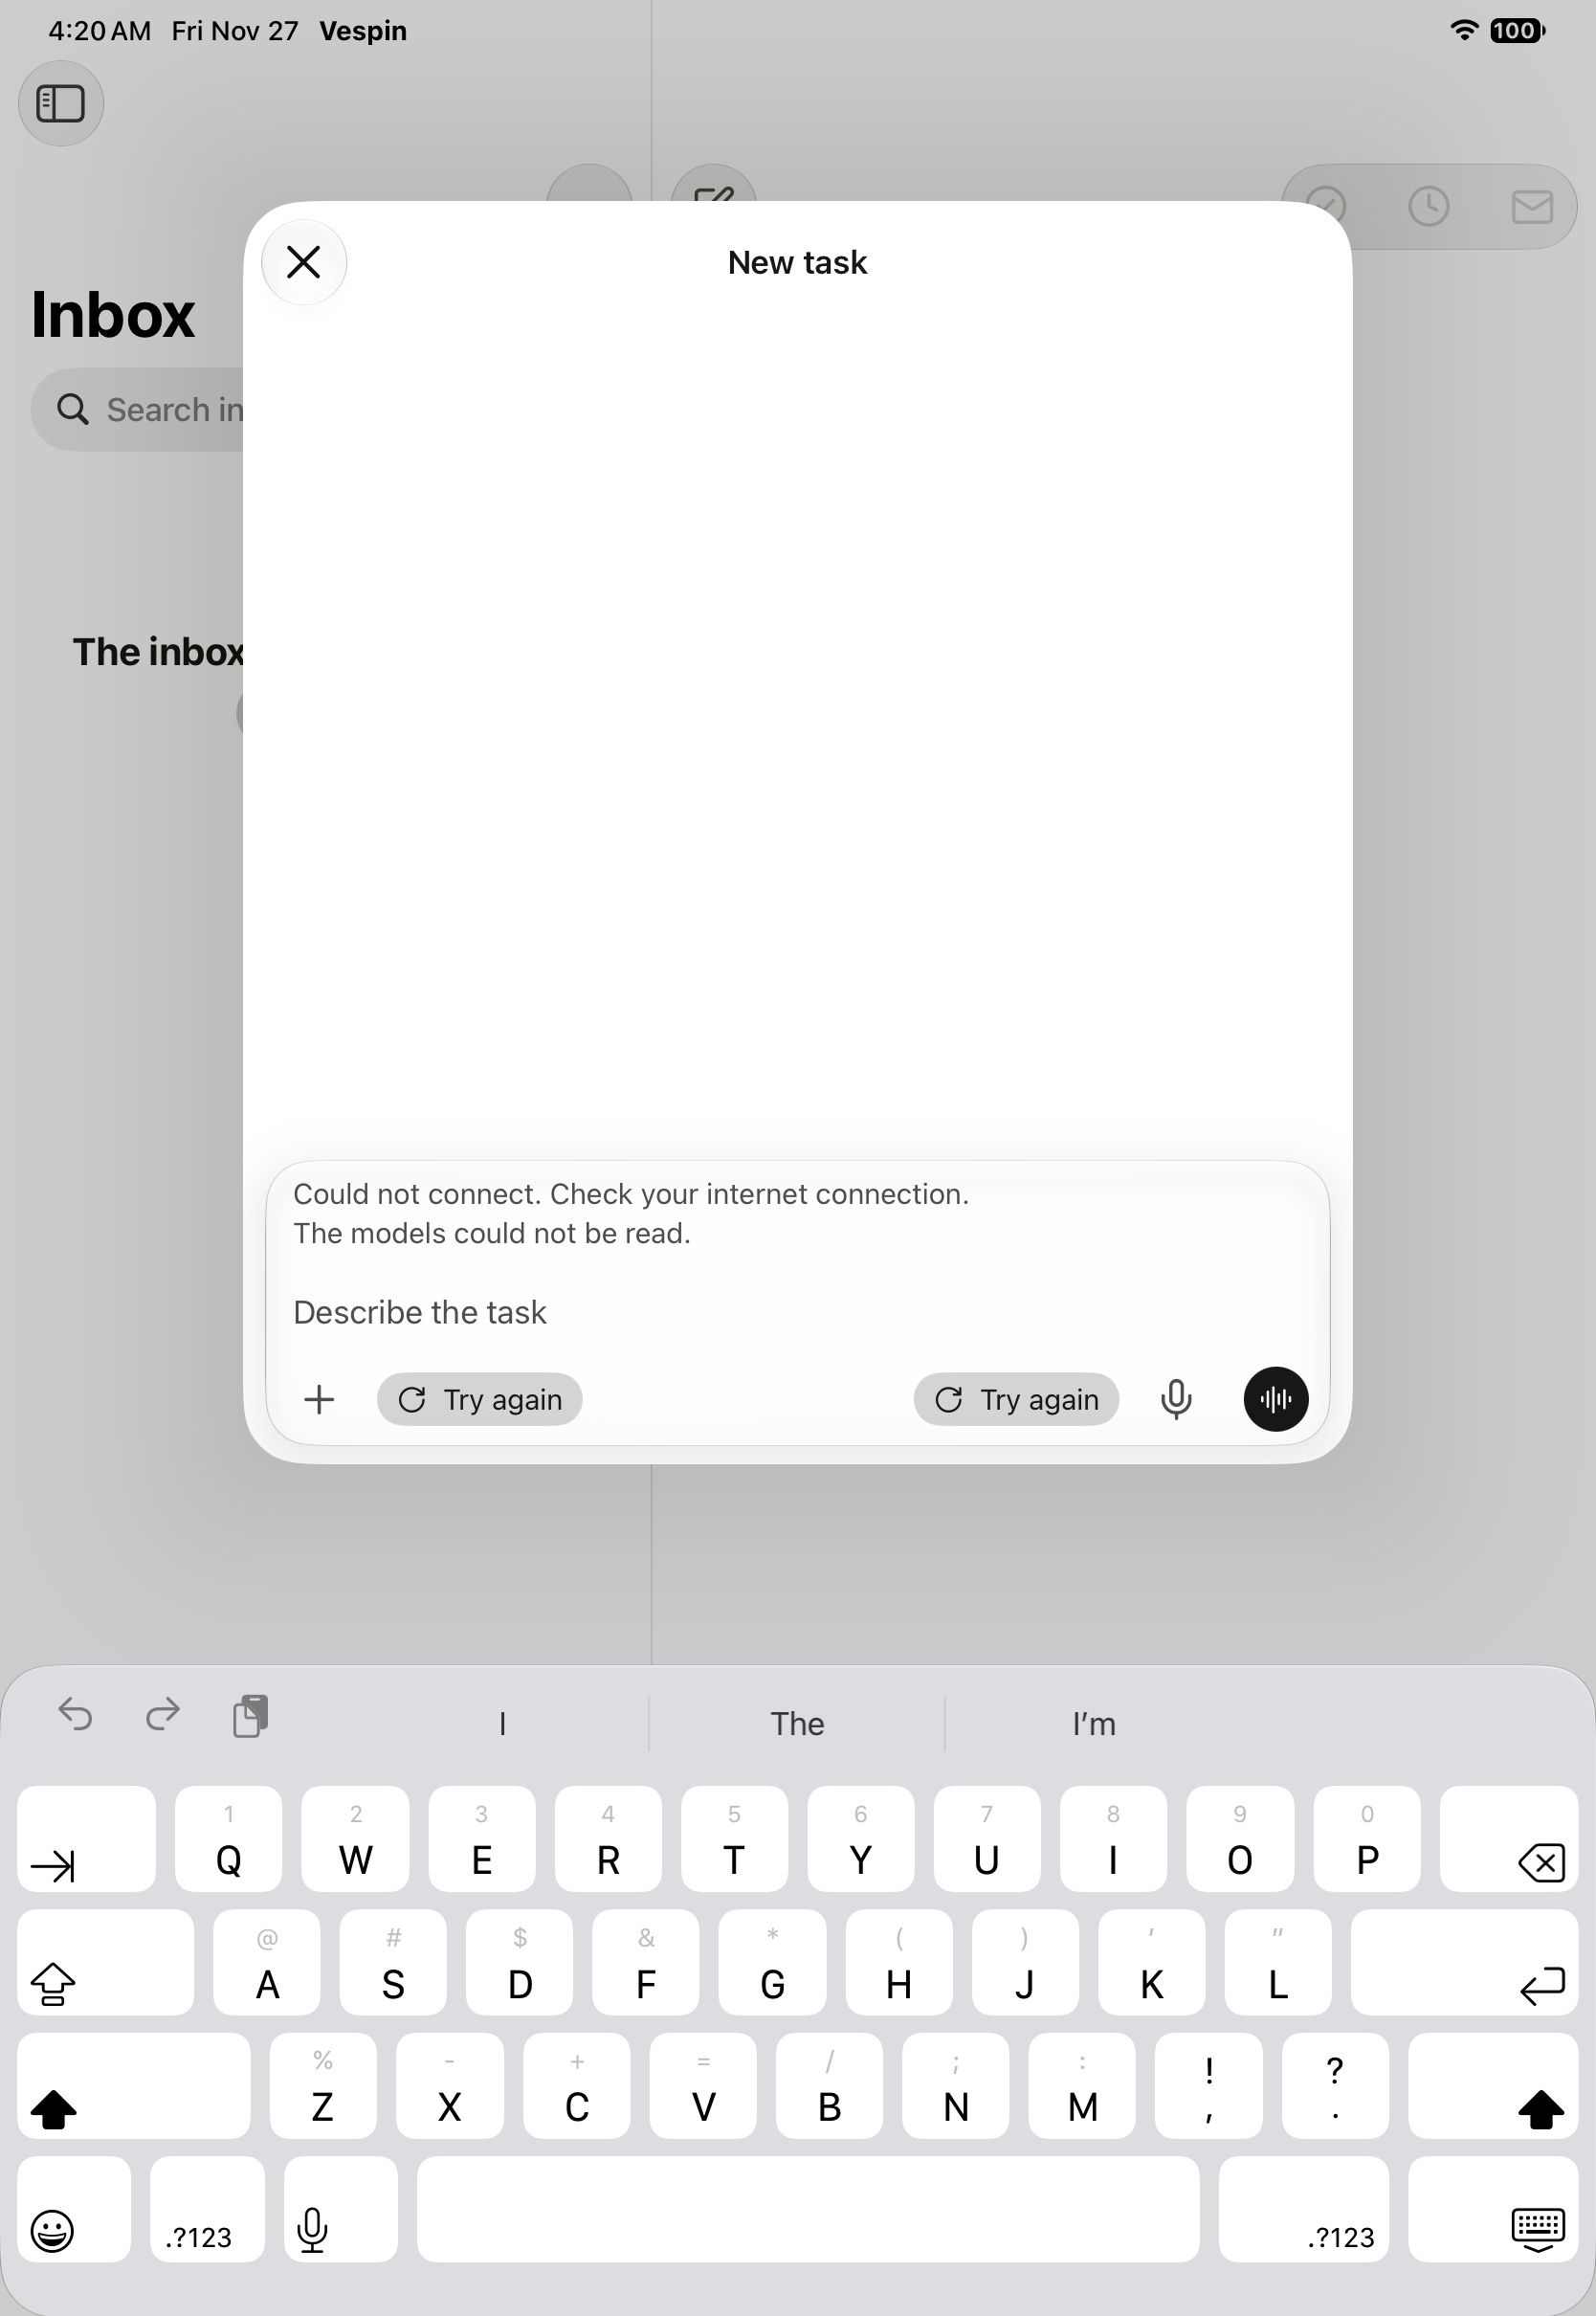 4:20 AM Fri Nov 27 Vespin
100
New task
Inbox
Search in
The inbox
Could not connect. Check your internet connection.
The models could not be read.
Describe the task
Try again Try again
I The I’m
1 2 3 4 5 6 7 8 9 0
Q W E R T Y U I O P
@ # $ & * ( ) ' "
A S D F G H J K L
% - + = / ; : ! ?
Z X C V B N M , .
.?123 .?123